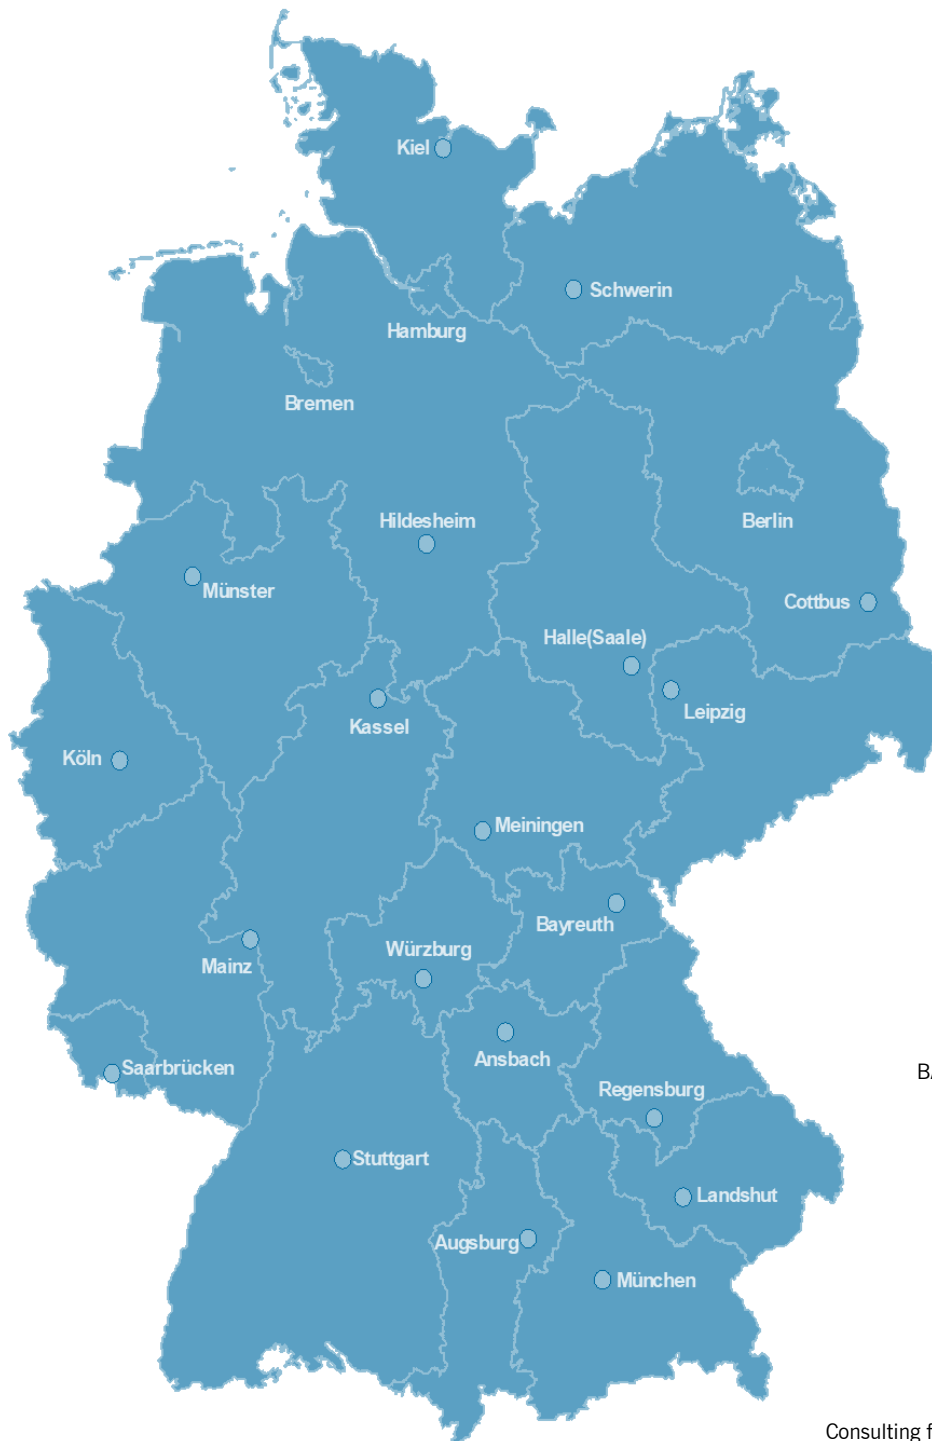 Kiel
Schwerin
Hamburg
Bremen
Hildesheim
Berlin
Münster
Cottbus
Halle(Saale)
Leipzig
Kassel
Köln
Meiningen
Bayreuth
Würzburg
Mainz
Ansbach
Saarbrücken
BA
Regensburg
Stuttgart
Landshut
Augsburg
München
Consulting f